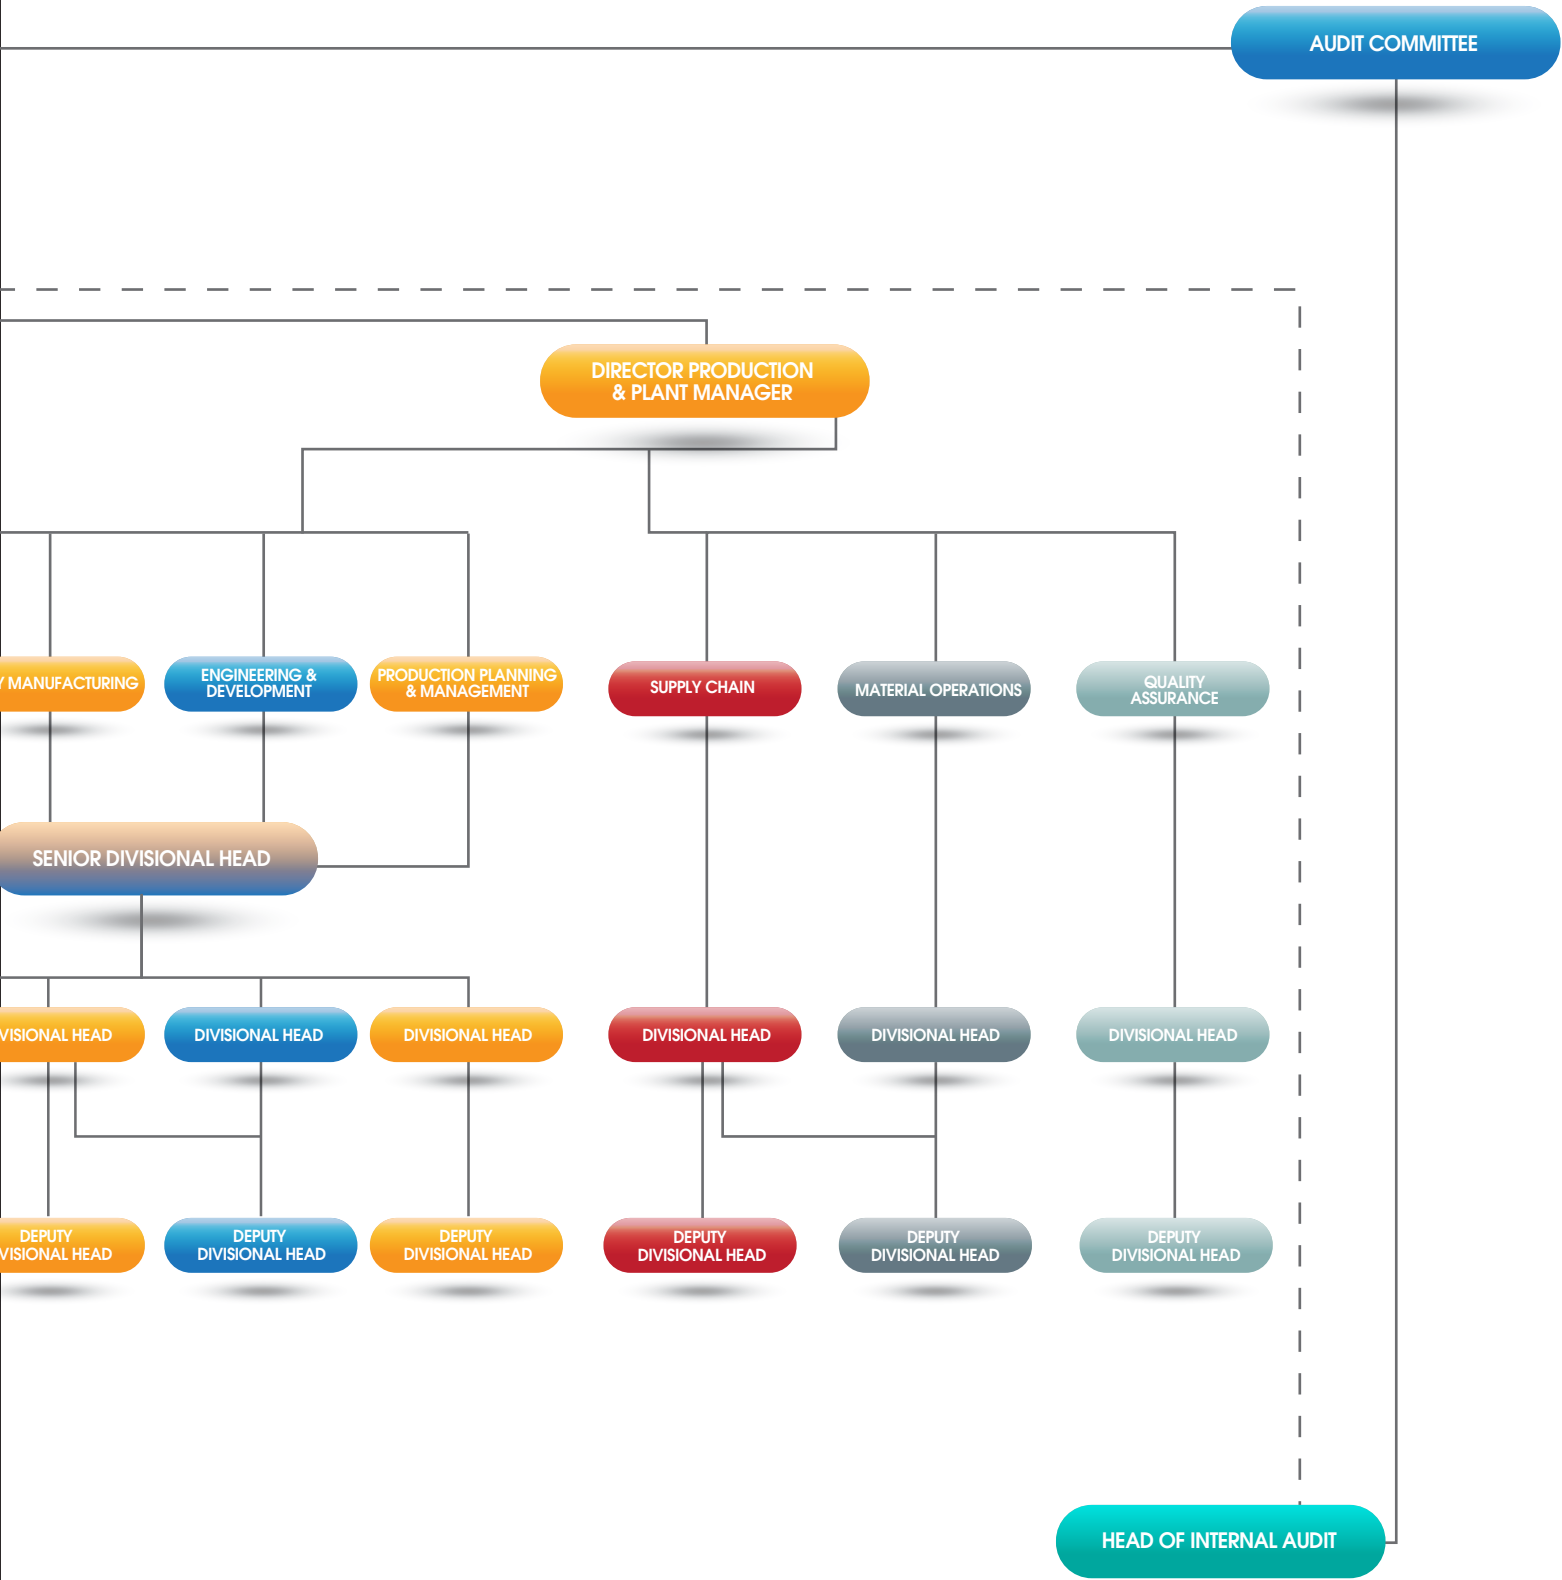 AUDIT COMMITTEE
DIRECTOR PRODUCTION
& PLANT MANAGER
MANUFACTURING
ENGINEERING &
DEVELOPMENT
PRODUCTION PLANNING
& MANAGEMENT
SUPPLY CHAIN
MATERIAL OPERATIONS
QUALITY
ASSURANCE
SENIOR DIVISIONAL HEAD
HEAD
DIVISIONAL HEAD
DIVISIONAL HEAD
DIVISIONAL HEAD
DIVISIONAL HEAD
DIVISIONAL HEAD
DEPUTY
HEAD
DEPUTY
DIVISIONAL HEAD
DEPUTY
DIVISIONAL HEAD
DEPUTY
DIVISIONAL HEAD
DEPUTY
DIVISIONAL HEAD
DEPUTY
DIVISIONAL HEAD
HEAD OF INTERNAL AUDIT